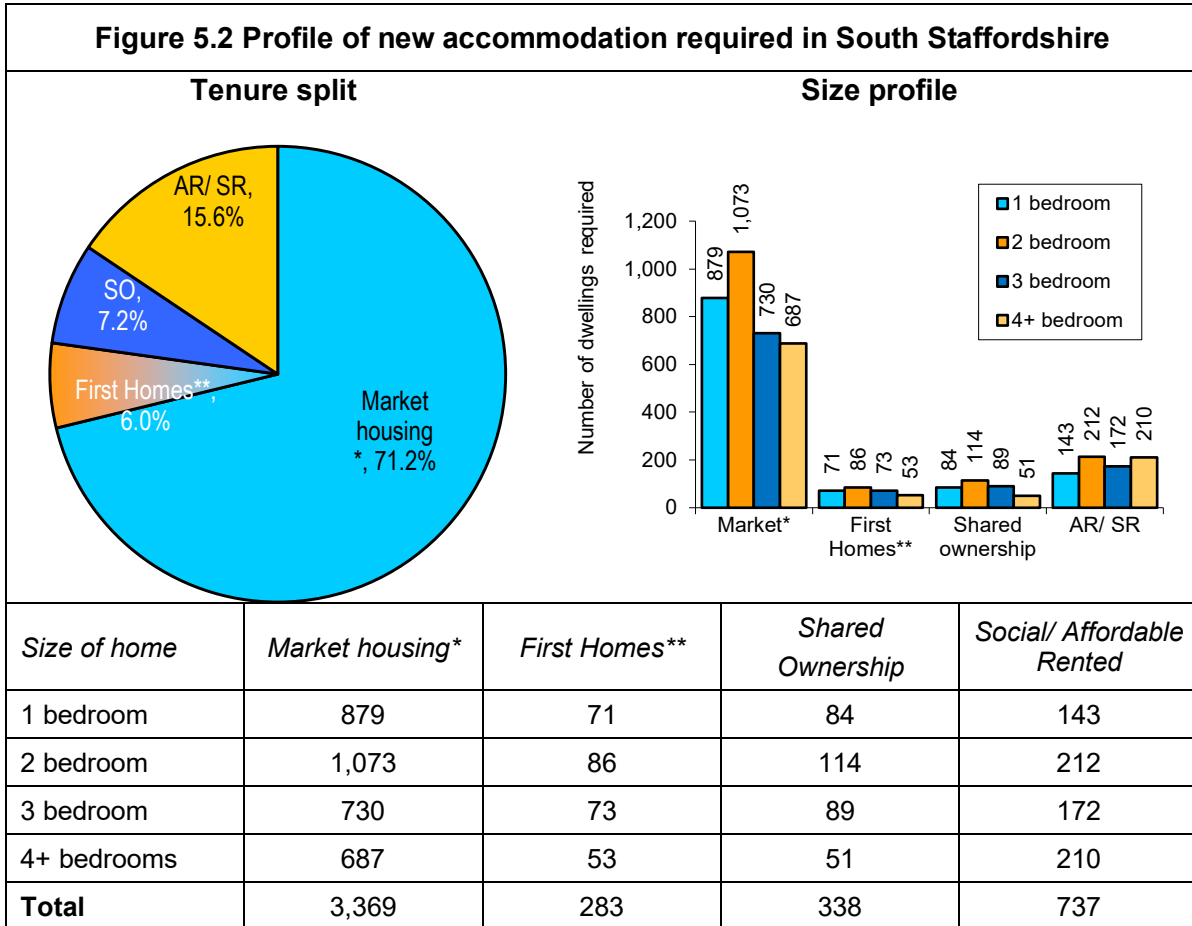 Figure 5.2 Profile of new accommodation required in South Staffordshire
Tenure split
AR/ SR,
15.6%
SO,
7.2%
First Homes**,
6.0%
Market
housing
*, 71.2%
Size profile
Number of dwellings required
1,200
1,000
800
600
400
200
0
879
1,073
730
687
71
86
73
53
84
114
89
51
143
212
172
210
Market*
First
Homes**
Shared
ownership
AR/ SR
1 bedroom
2 bedroom
3 bedroom
4+ bedroom
Size of home Market housing* First Homes** Shared Ownership Social/ Affordable Rented
1 bedroom 879 71 84 143
2 bedroom 1,073 86 114 212
3 bedroom 730 73 89 172
4+ bedrooms 687 53 51 210
Total 3,369 283 338 737